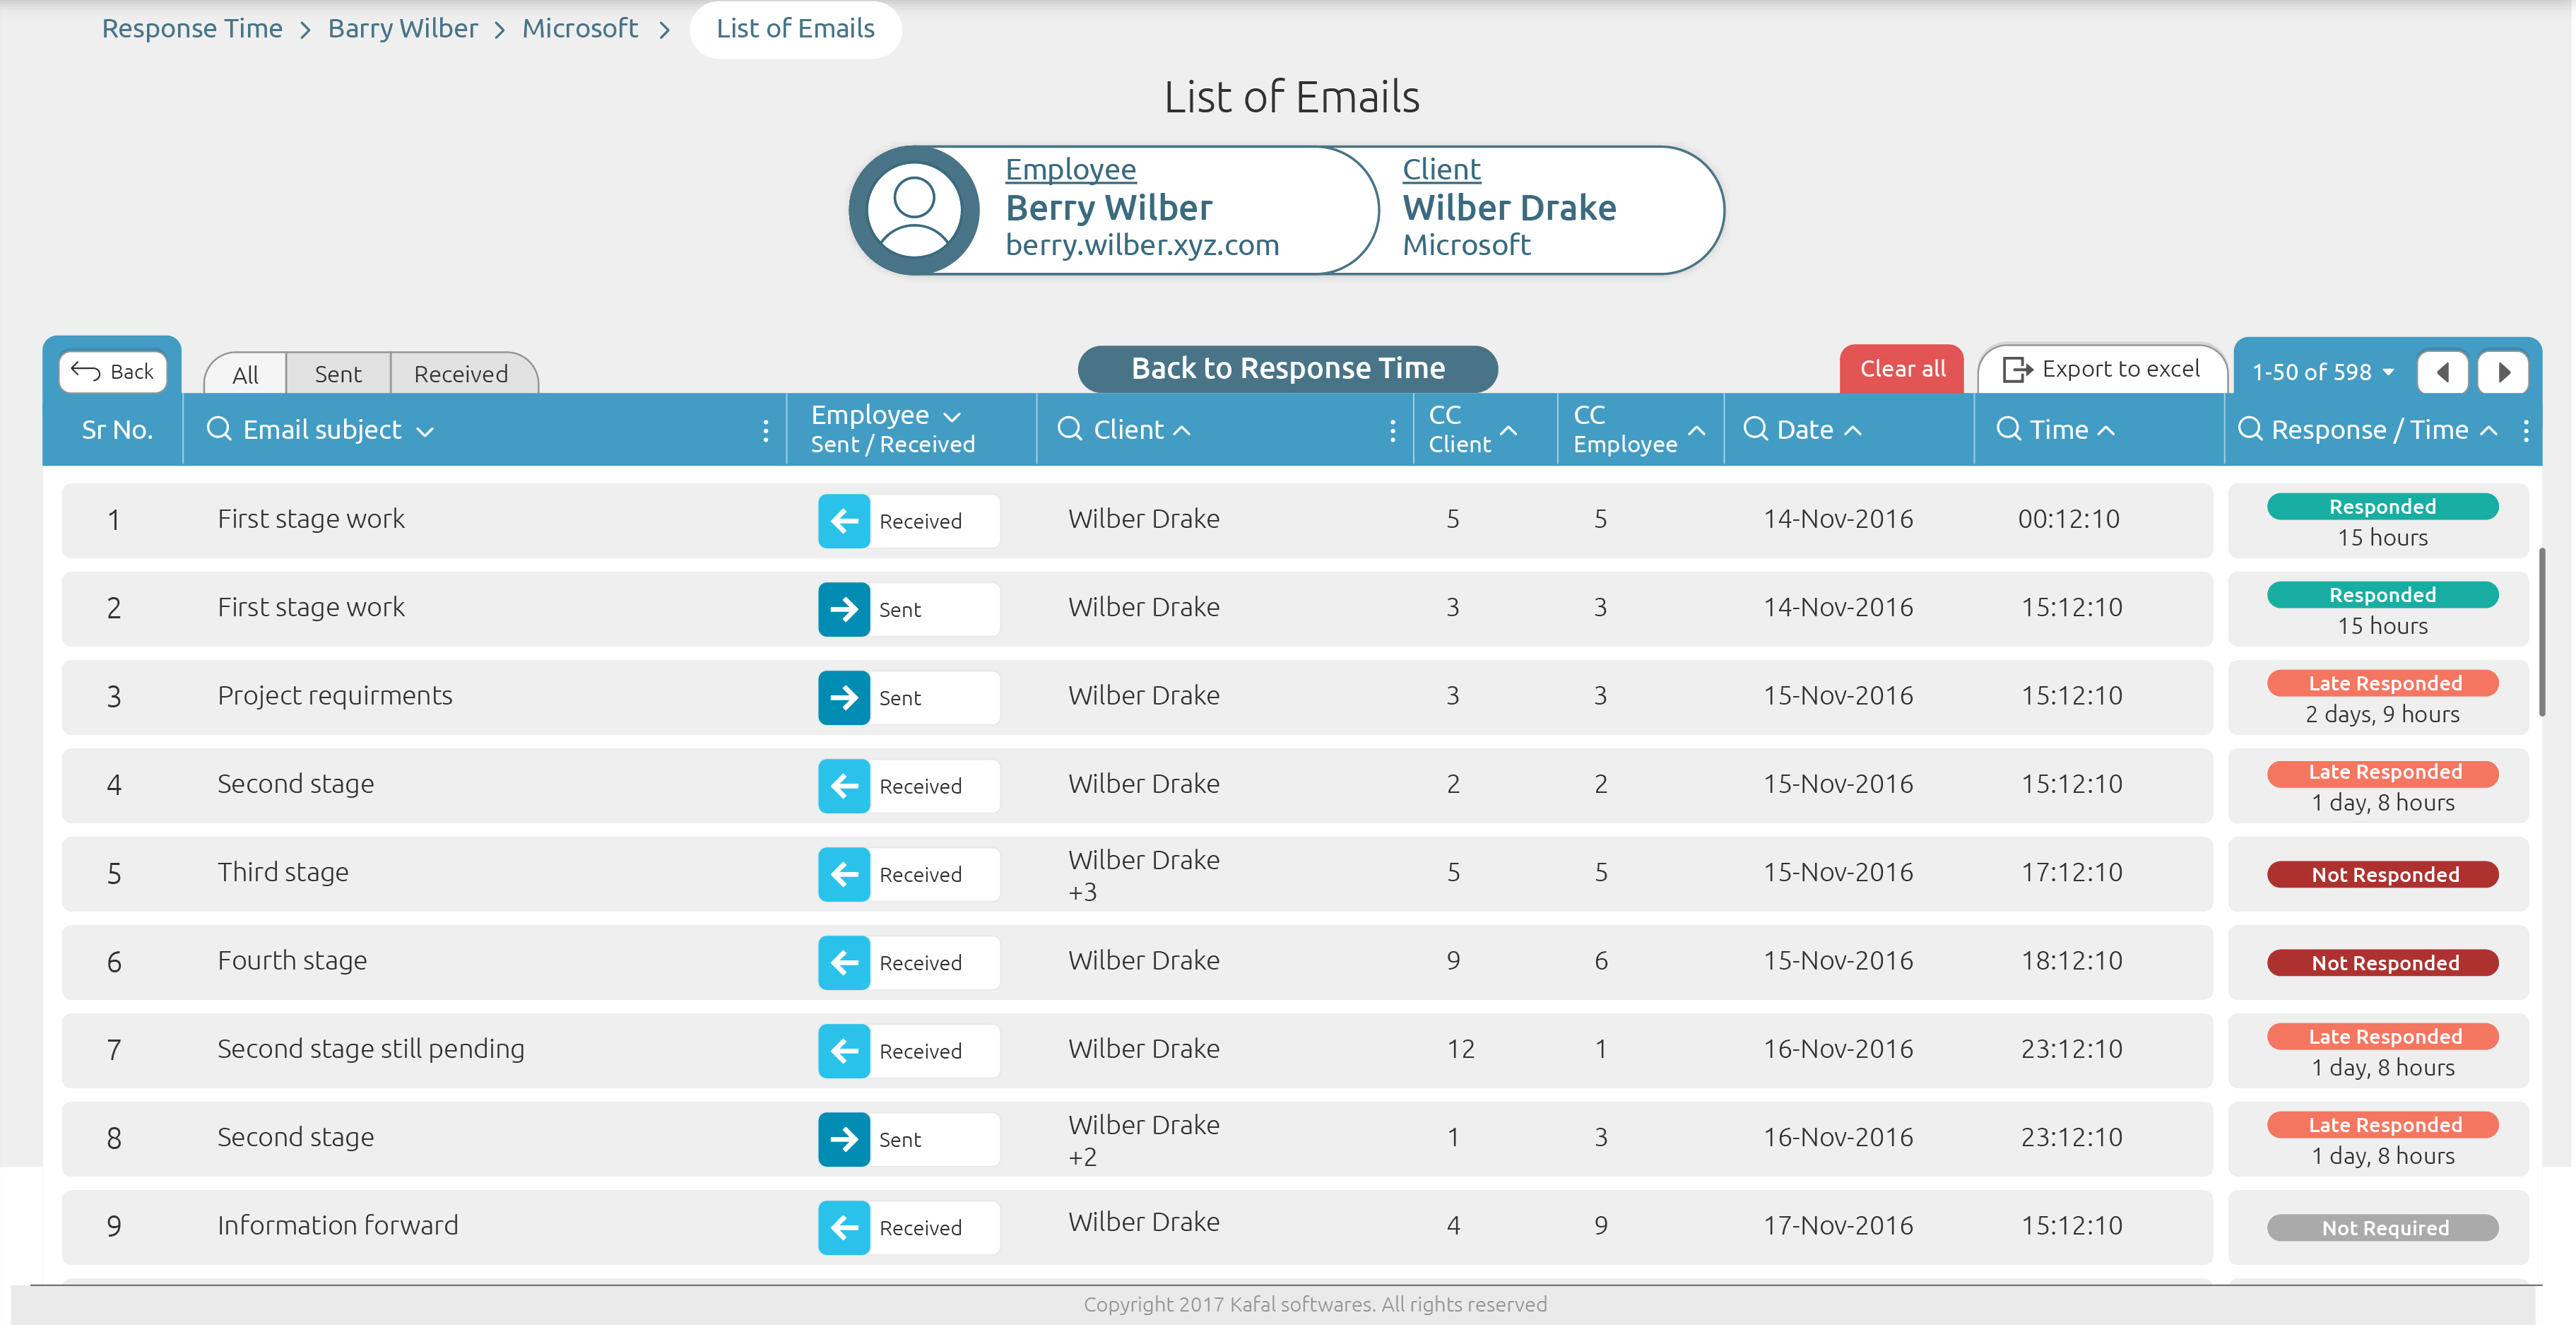 Response Time > Barry Wilber > Microsoft > List of Emails
List of Emails
Employee
Berry Wilber
berry.wilber.xyz.com
Client
Wilber Drake
Microsoft
Back All Sent Received Back to Response Time Clear all Export to excel 1-50 of 598
Sr No. Email subject Employee Sent / Received Client CC Client CC Employee Date Time Response / Time
1 First stage work Received Wilber Drake 5 5 14-Nov-2016 00:12:10 Responded 15 hours
2 First stage work Sent Wilber Drake 3 3 14-Nov-2016 15:12:10 Responded 15 hours
3 Project requirments Sent Wilber Drake 3 3 15-Nov-2016 15:12:10 Late Responded 2 days, 9 hours
4 Second stage Received Wilber Drake 2 2 15-Nov-2016 15:12:10 Late Responded 1 day, 8 hours
5 Third stage Received Wilber Drake +3 5 5 15-Nov-2016 17:12:10 Not Responded
6 Fourth stage Received Wilber Drake 9 6 15-Nov-2016 18:12:10 Not Responded
7 Second stage still pending Received Wilber Drake 12 1 16-Nov-2016 23:12:10 Late Responded 1 day, 8 hours
8 Second stage Sent Wilber Drake +2 1 3 16-Nov-2016 23:12:10 Late Responded 1 day, 8 hours
9 Information forward Received Wilber Drake 4 9 17-Nov-2016 15:12:10 Not Required
Copyright 2017 Kafal softwares. All rights reserved